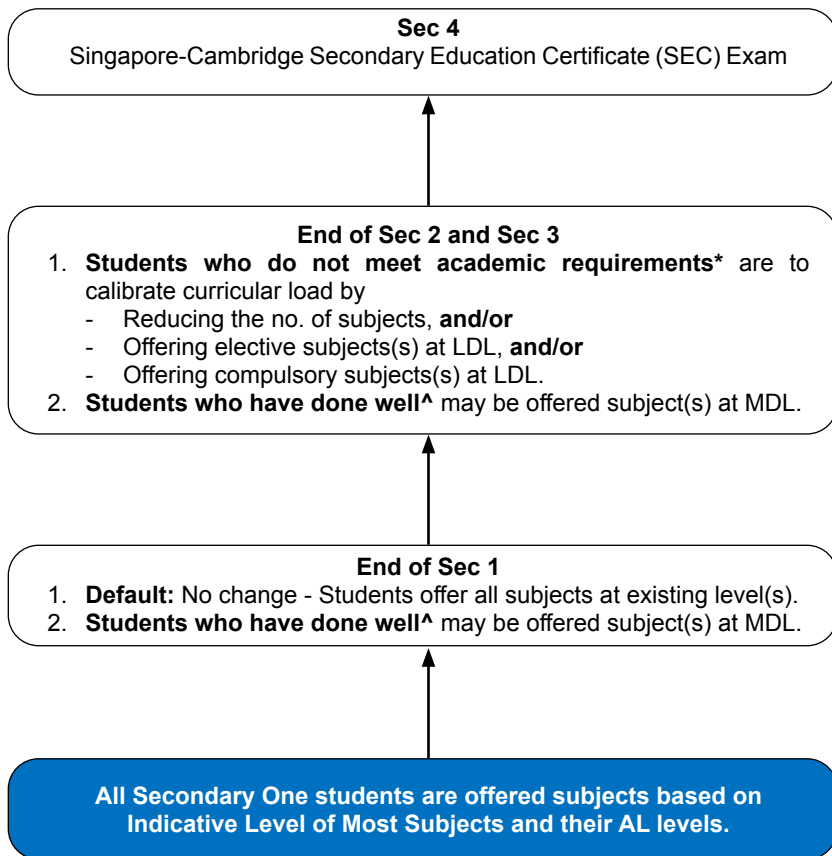 Sec 4
Singapore-Cambridge Secondary Education Certificate (SEC) Exam
End of Sec 2 and Sec 3
1. Students who do not meet academic requirements* are to
calibrate curricular load by
- Reducing the no. of subjects, and/or
- Offering elective subjects(s) at LDL, and/or
- Offering compulsory subjects(s) at LDL.
2. Students who have done well^ may be offered subject(s) at MDL.
End of Sec 1
1. Default: No change - Students offer all subjects at existing level(s).
2. Students who have done well^ may be offered subject(s) at MDL.
All Secondary One students are offered subjects based on
Indicative Level of Most Subjects and their AL levels.